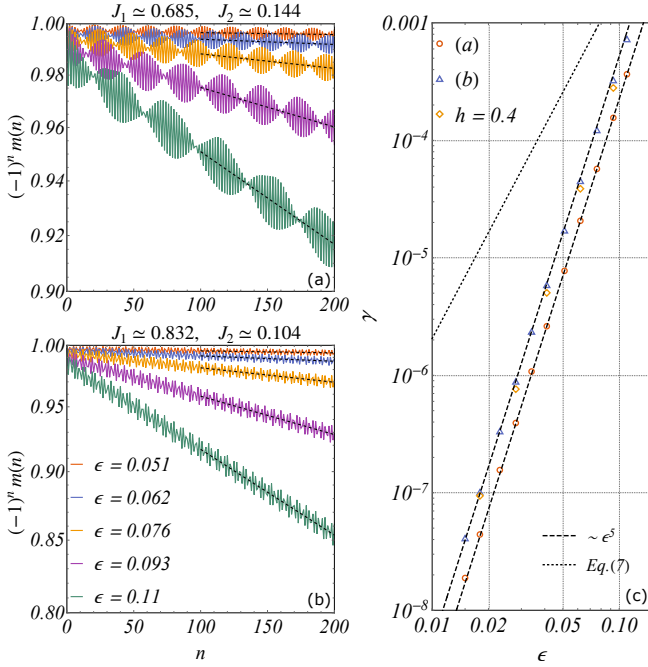 J₁ ≃ 0.685, J₂ ≃ 0.144
(−1)ⁿ m(n)
1.00
0.98
0.96
0.94
0.92
0.90
0 50 100 150 200
(a)
J₁ ≃ 0.832, J₂ ≃ 0.104
(−1)ⁿ m(n)
1.00
0.95
0.90
0.85
0.80
ϵ = 0.051
ϵ = 0.062
ϵ = 0.076
ϵ = 0.093
ϵ = 0.11
(b)
0 50 100 150 200
n
γ
0.001
10⁻⁴
10⁻⁵
10⁻⁶
10⁻⁷
10⁻⁸
(a)
(b)
h = 0.4
∼ ϵ⁵
Eq.(7)
(c)
0.01 0.02 0.05 0.10
ϵ